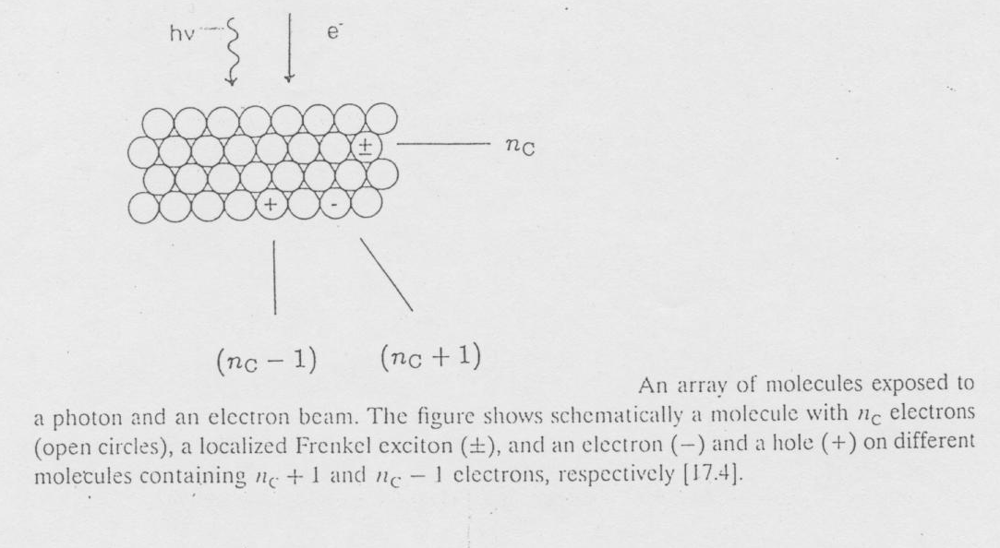 hν
e⁻
±
n_C
+ -
(n_C − 1) (n_C + 1)
An array of molecules exposed to
a photon and an electron beam. The figure shows schematically a molecule with n_C electrons
(open circles), a localized Frenkel exciton (±), and an electron (−) and a hole (+) on different
molecules containing n_C + 1 and n_C − 1 electrons, respectively [17.4].